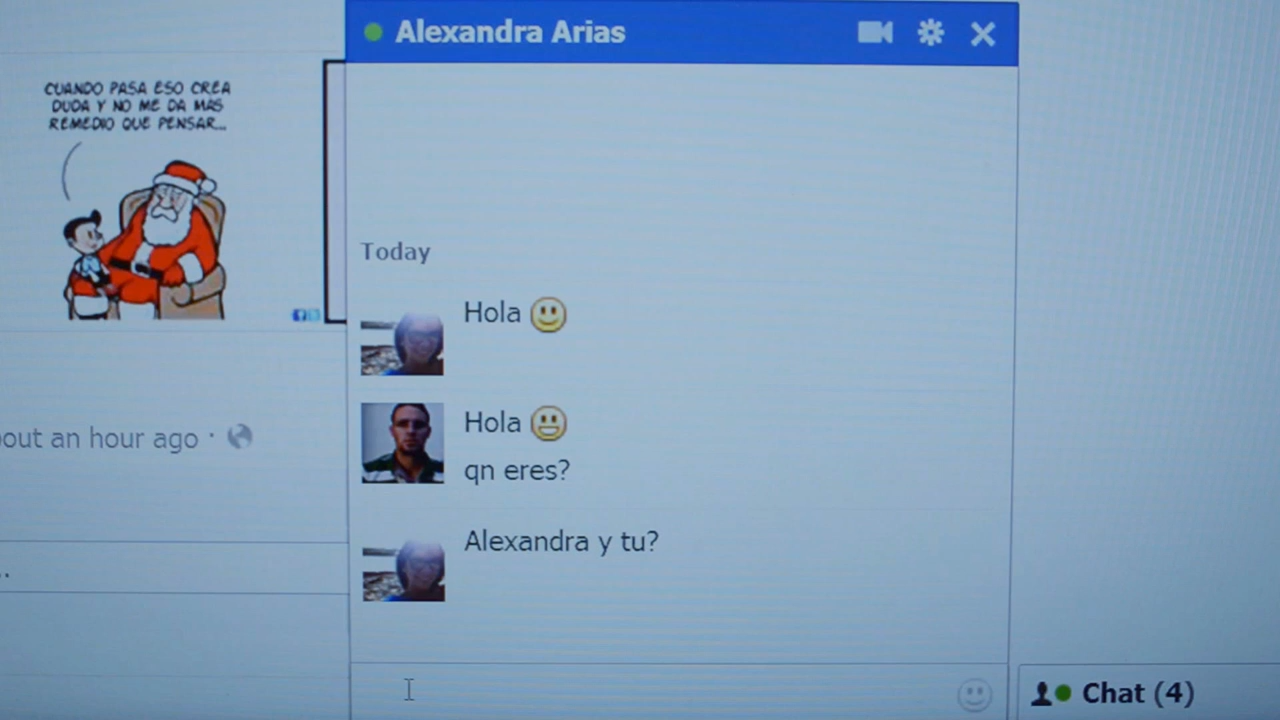 Alexandra Arias
CUANDO PASA ESO CREA
DUDA Y NO ME DA MAS
REMEDIO QUE PENSAR...
Today
Hola
Hola
qn eres?
Alexandra y tu?
out an hour ago ·
..
Chat (4)